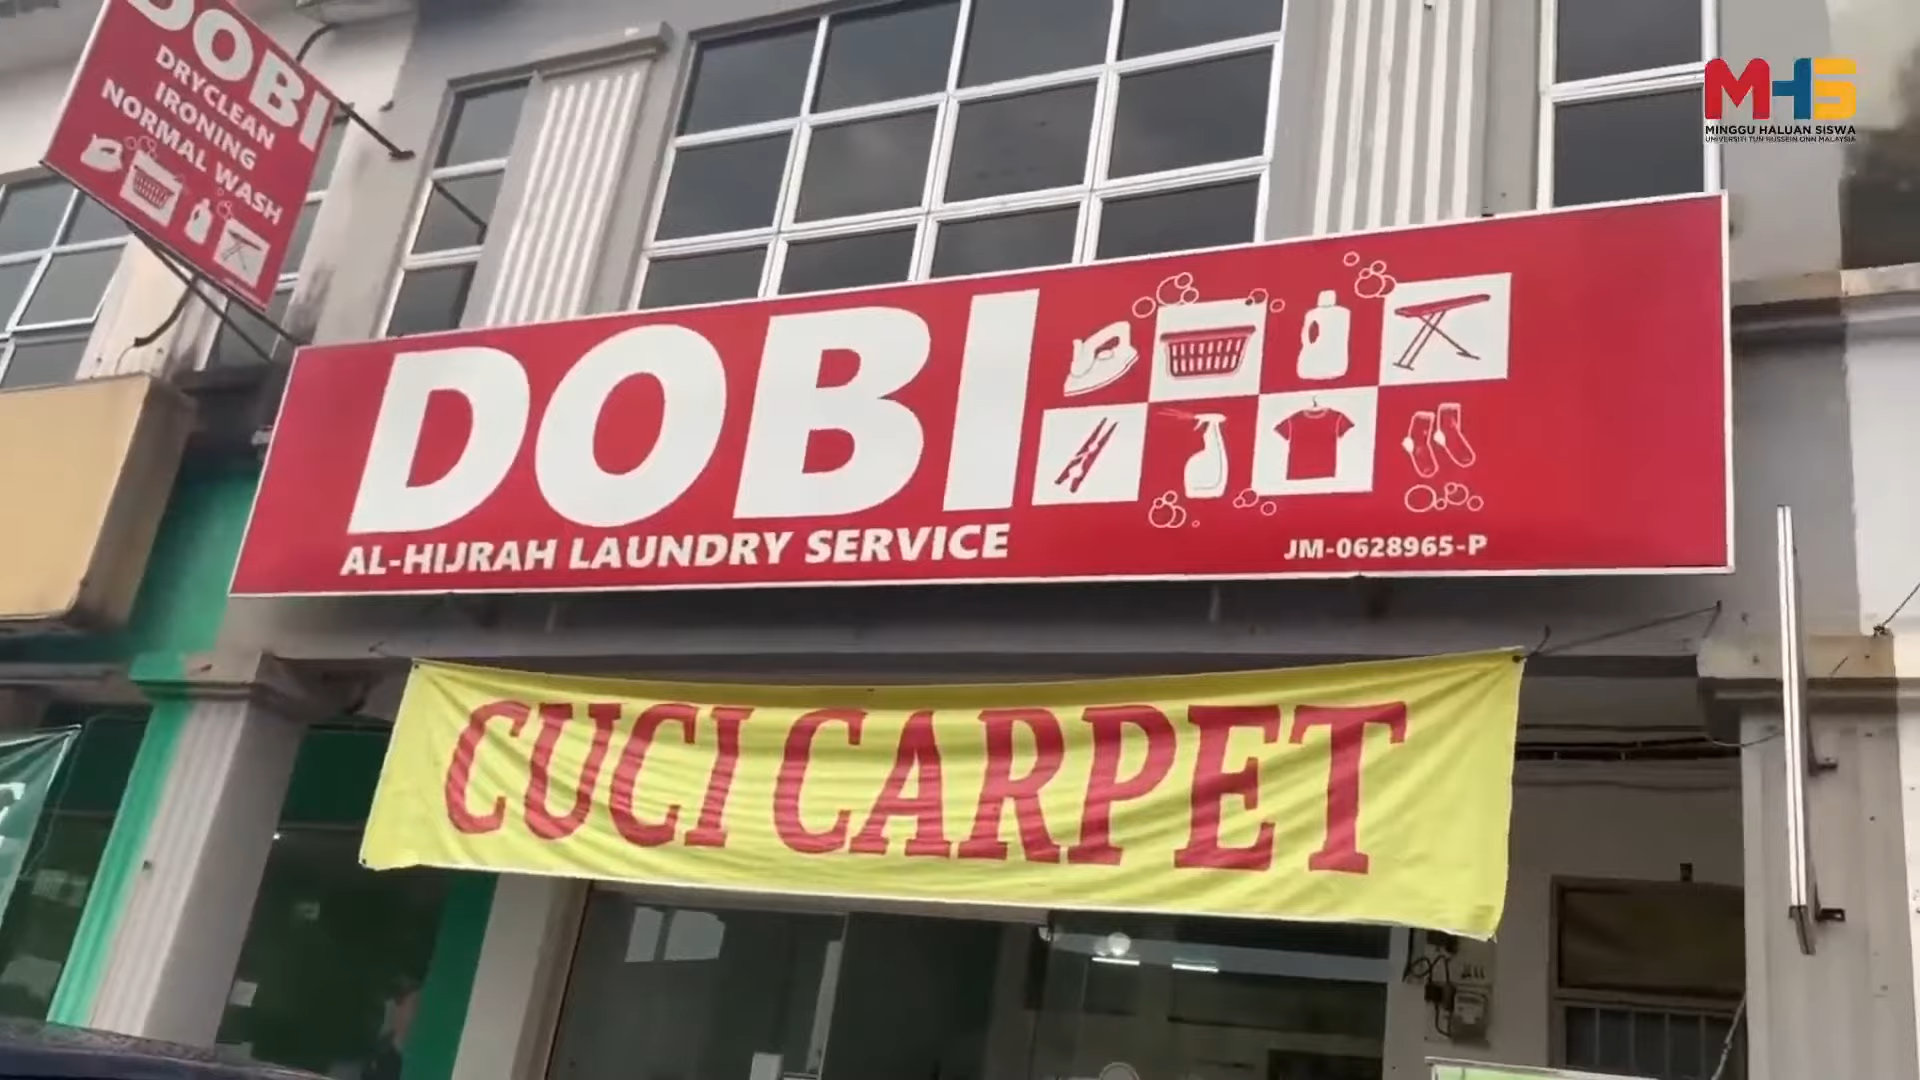 DOBI
DRYCLEAN
IRONING
NORMAL WASH
MHS
MINGGU HALUAN SISWA
UNIVERSITI TUN HUSSEIN ONN MALAYSIA
DOBI
AL-HIJRAH LAUNDRY SERVICE
JM-0628965-P
CUCI CARPET